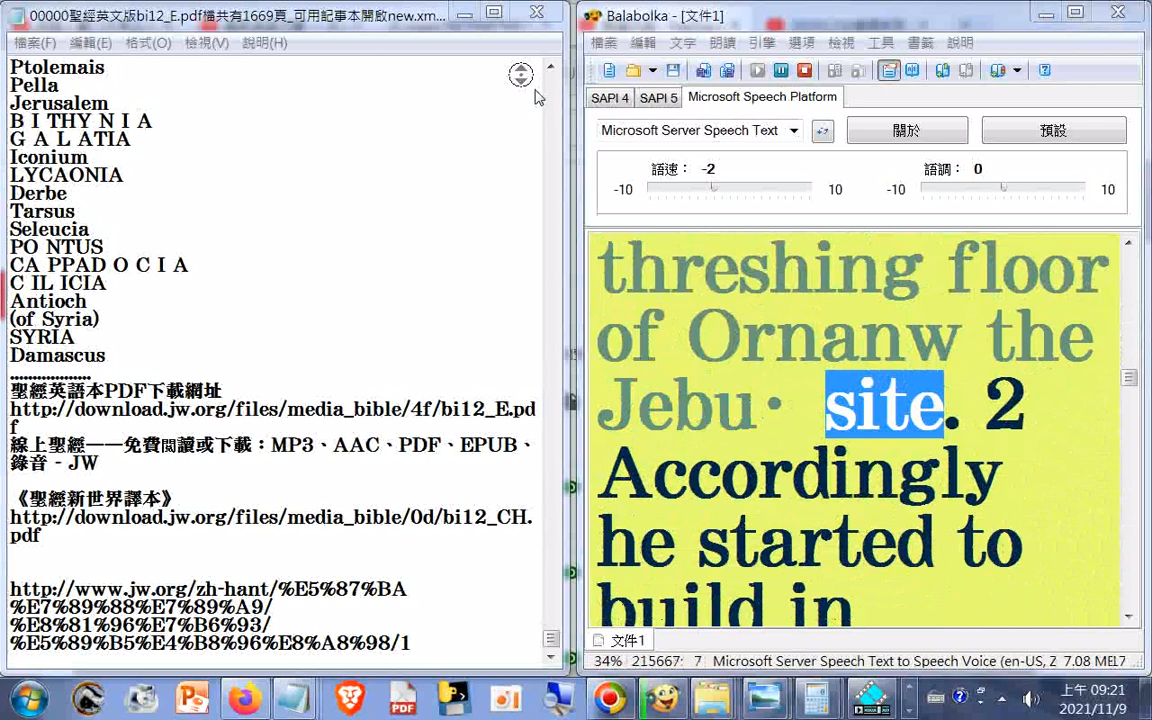 00000聖經英文版bi12_E.pdf檔共有1669頁_可用記事本開啟new.xm...
檔案(F) 編輯(E) 格式(O) 檢視(V) 說明(H)
Ptolemais
Pella
Jerusalem
B I THY N I A
G A L ATIA
Iconium
LYCAONIA
Derbe
Tarsus
Seleucia
PO NTUS
CA PPAD O C I A
C IL ICIA
Antioch
(of Syria)
SYRIA
Damascus
..................
聖經英語本PDF下載網址
http://download.jw.org/files/media_bible/4f/bi12_E.pd
f
線上聖經——免費閱讀或下載：MP3、AAC、PDF、EPUB、
錄音 - JW
《聖經新世界譯本》
http://download.jw.org/files/media_bible/0d/bi12_CH.
pdf
http://www.jw.org/zh-hant/%E5%87%BA
%E7%89%88%E7%89%A9/
%E8%81%96%E7%B6%93/
%E5%89%B5%E4%B8%96%E8%A8%98/1
Balabolka - [文件1]
檔案 編輯 文字 朗讀 引擎 選項 檢視 工具 書籤 說明
SAPI 4 SAPI 5 Microsoft Speech Platform
Microsoft Server Speech Text 關於 預設
語速： -2 語調： 0
-10 10 -10 10
threshing floor
of Ornanw the
Jebu· site. 2
Accordingly
he started to
build in
文件1
34% 215667: 7 Microsoft Server Speech Text to Speech Voice (en-US, Z 7.08 МЕ17
上午 09:21
2021/11/9